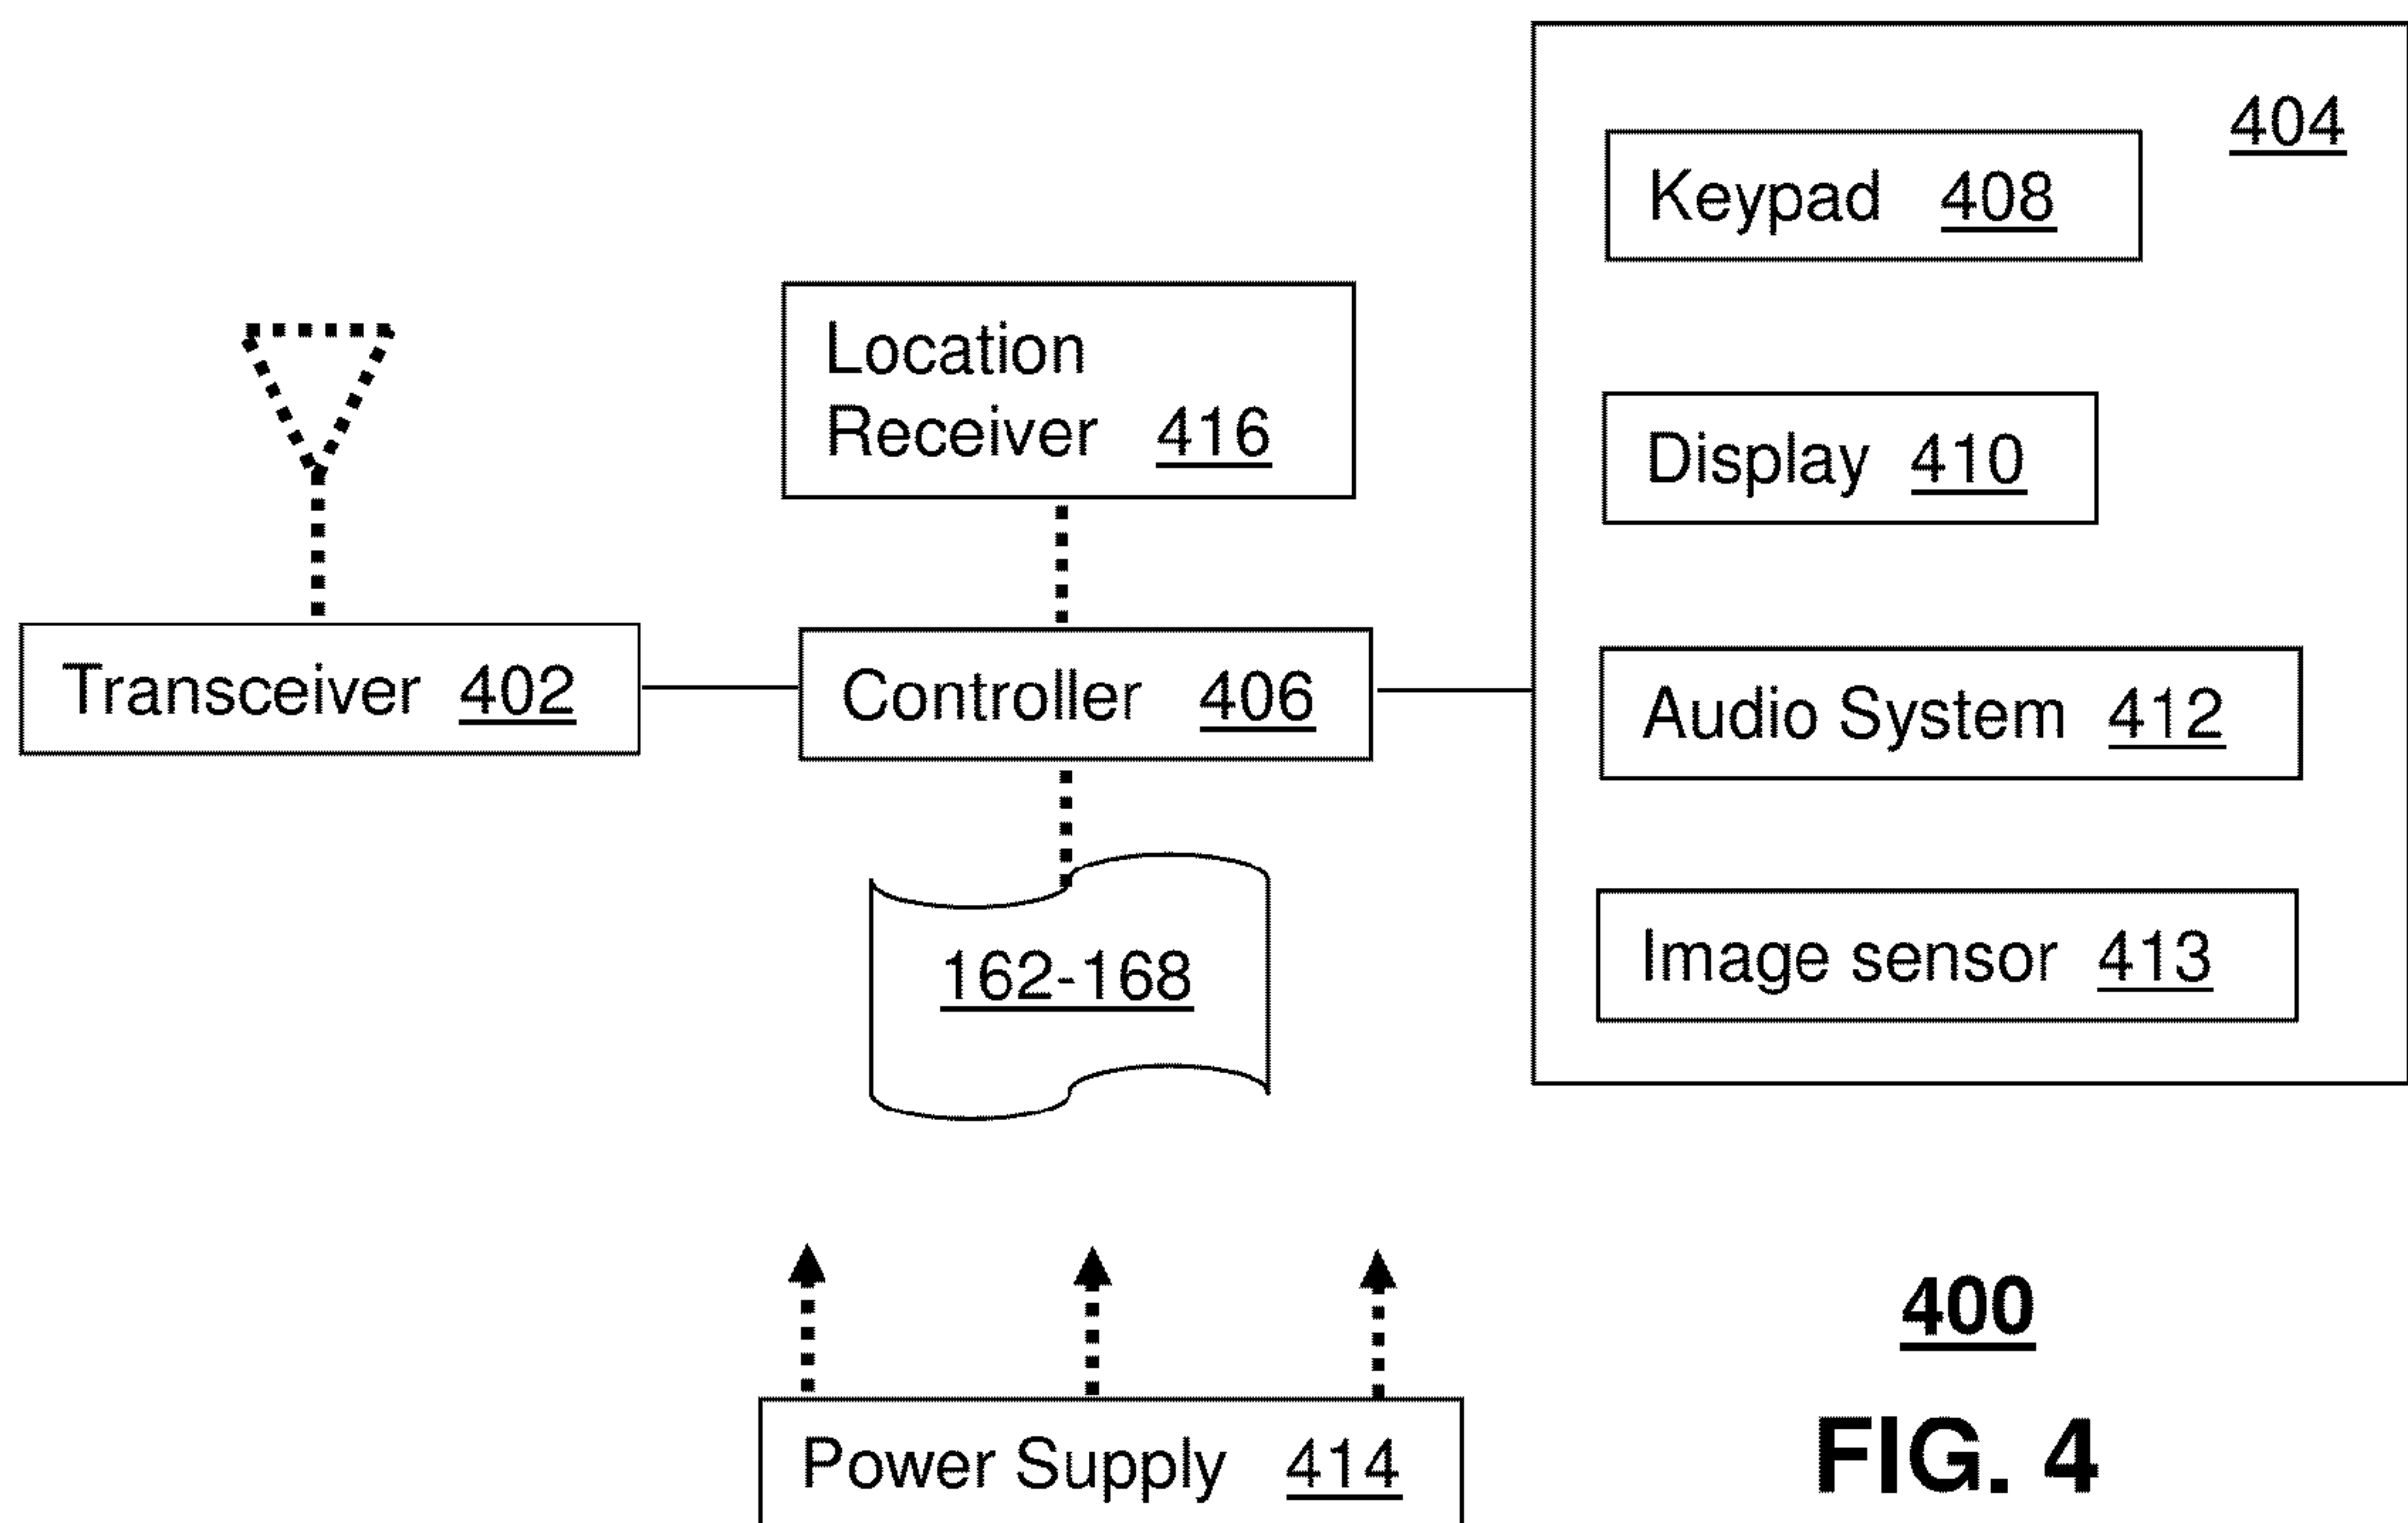 404
Keypad 408
Location
Receiver 416
Display 410
Transceiver 402
Controller 406
Audio System 412
162-168
Image sensor 413
400
Power Supply 414
FIG. 4